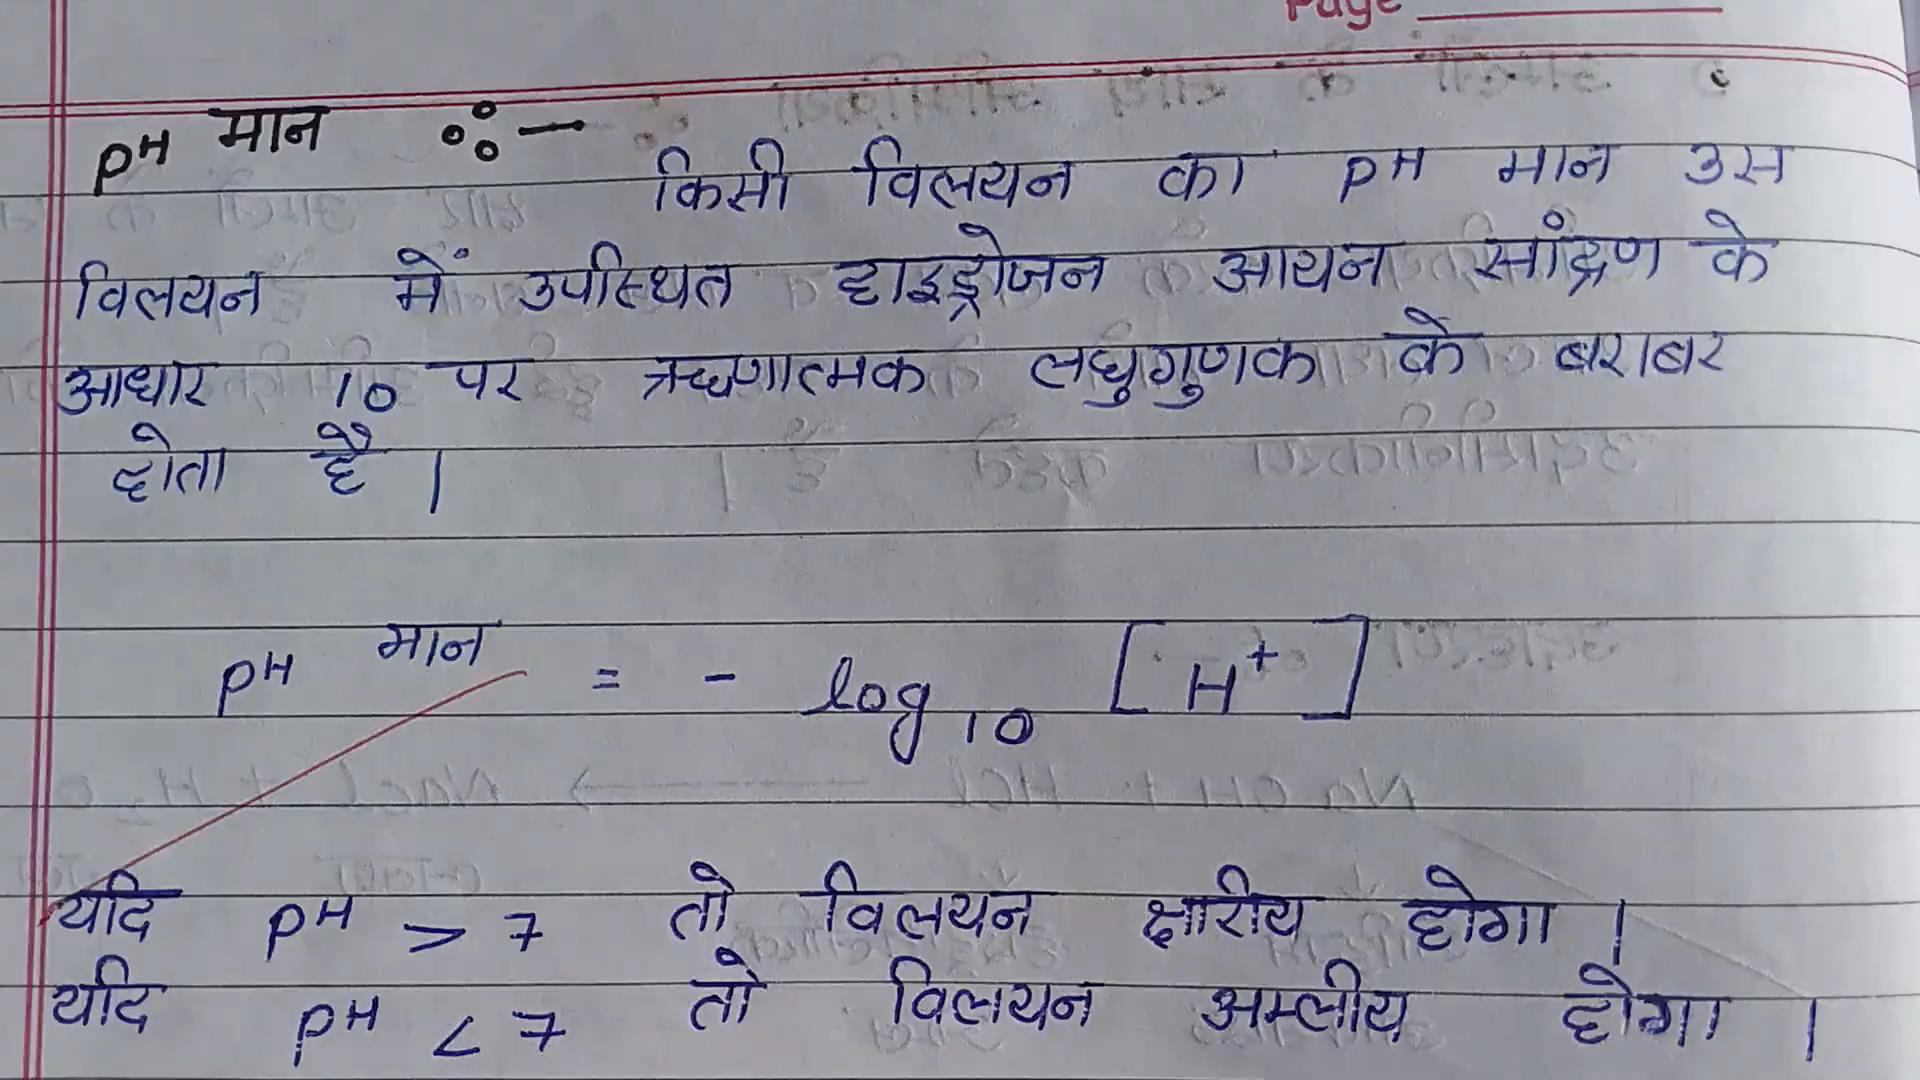 Page
pH मान :-
किसी विलयन का pH मान उस
विलयन में उपस्थित हाइड्रोजन आयन सांद्रण के
आधार 10 पर ऋणात्मक लघुगुणक के बराबर
होता है।
pH मान = - log₁₀ [H⁺]
यदि pH > 7 तो विलयन क्षारीय होगा।
यदि pH < 7 तो विलयन अम्लीय होगा।